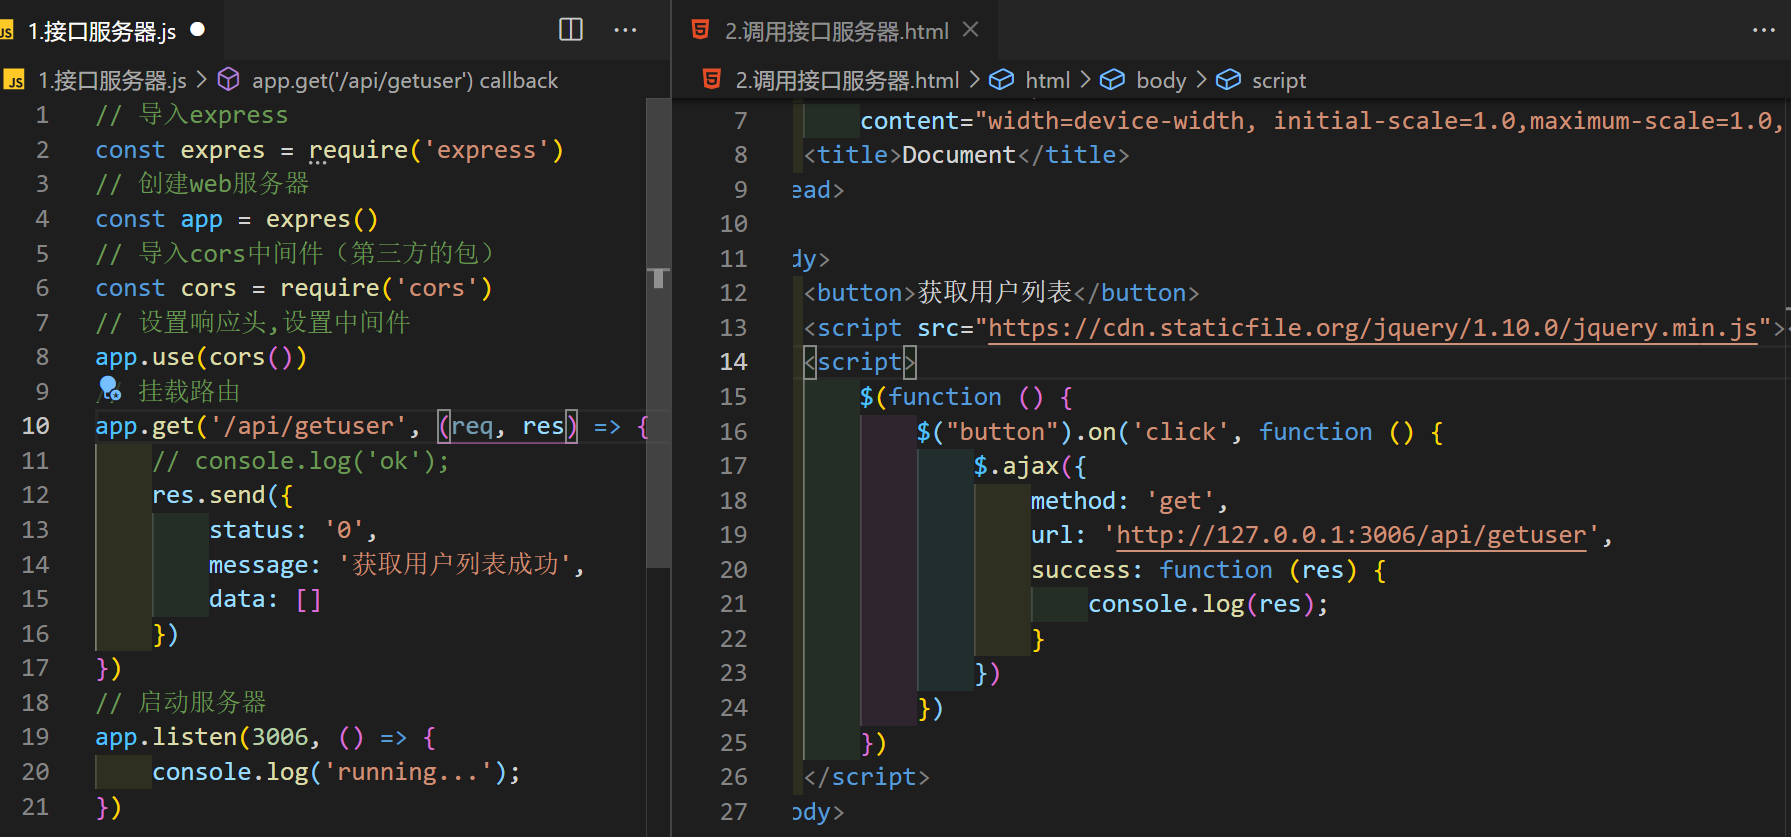 JS 1.接口服务器.js
JS 1.接口服务器.js > app.get('/api/getuser') callback
1 // 导入express
2 const expres = require('express')
3 // 创建web服务器
4 const app = expres()
5 // 导入cors中间件（第三方的包）
6 const cors = require('cors')
7 // 设置响应头,设置中间件
8 app.use(cors())
9 // 挂载路由
10 app.get('/api/getuser', (req, res) => {
11 // console.log('ok');
12 res.send({
13 status: '0',
14 message: '获取用户列表成功',
15 data: []
16 })
17 })
18 // 启动服务器
19 app.listen(3006, () => {
20 console.log('running...');
21 })
2.调用接口服务器.html
2.调用接口服务器.html > html > body > script
7 content="width=device-width, initial-scale=1.0,maximum-scale=1.0,
8 <title>Document</title>
9 ead>
10
11 dy>
12 <button>获取用户列表</button>
13 <script src="https://cdn.staticfile.org/jquery/1.10.0/jquery.min.js">
14 <script>
15 $(function () {
16 $("button").on('click', function () {
17 $.ajax({
18 method: 'get',
19 url: 'http://127.0.0.1:3006/api/getuser',
20 success: function (res) {
21 console.log(res);
22 }
23 })
24 })
25 })
26 </script>
27 ody>